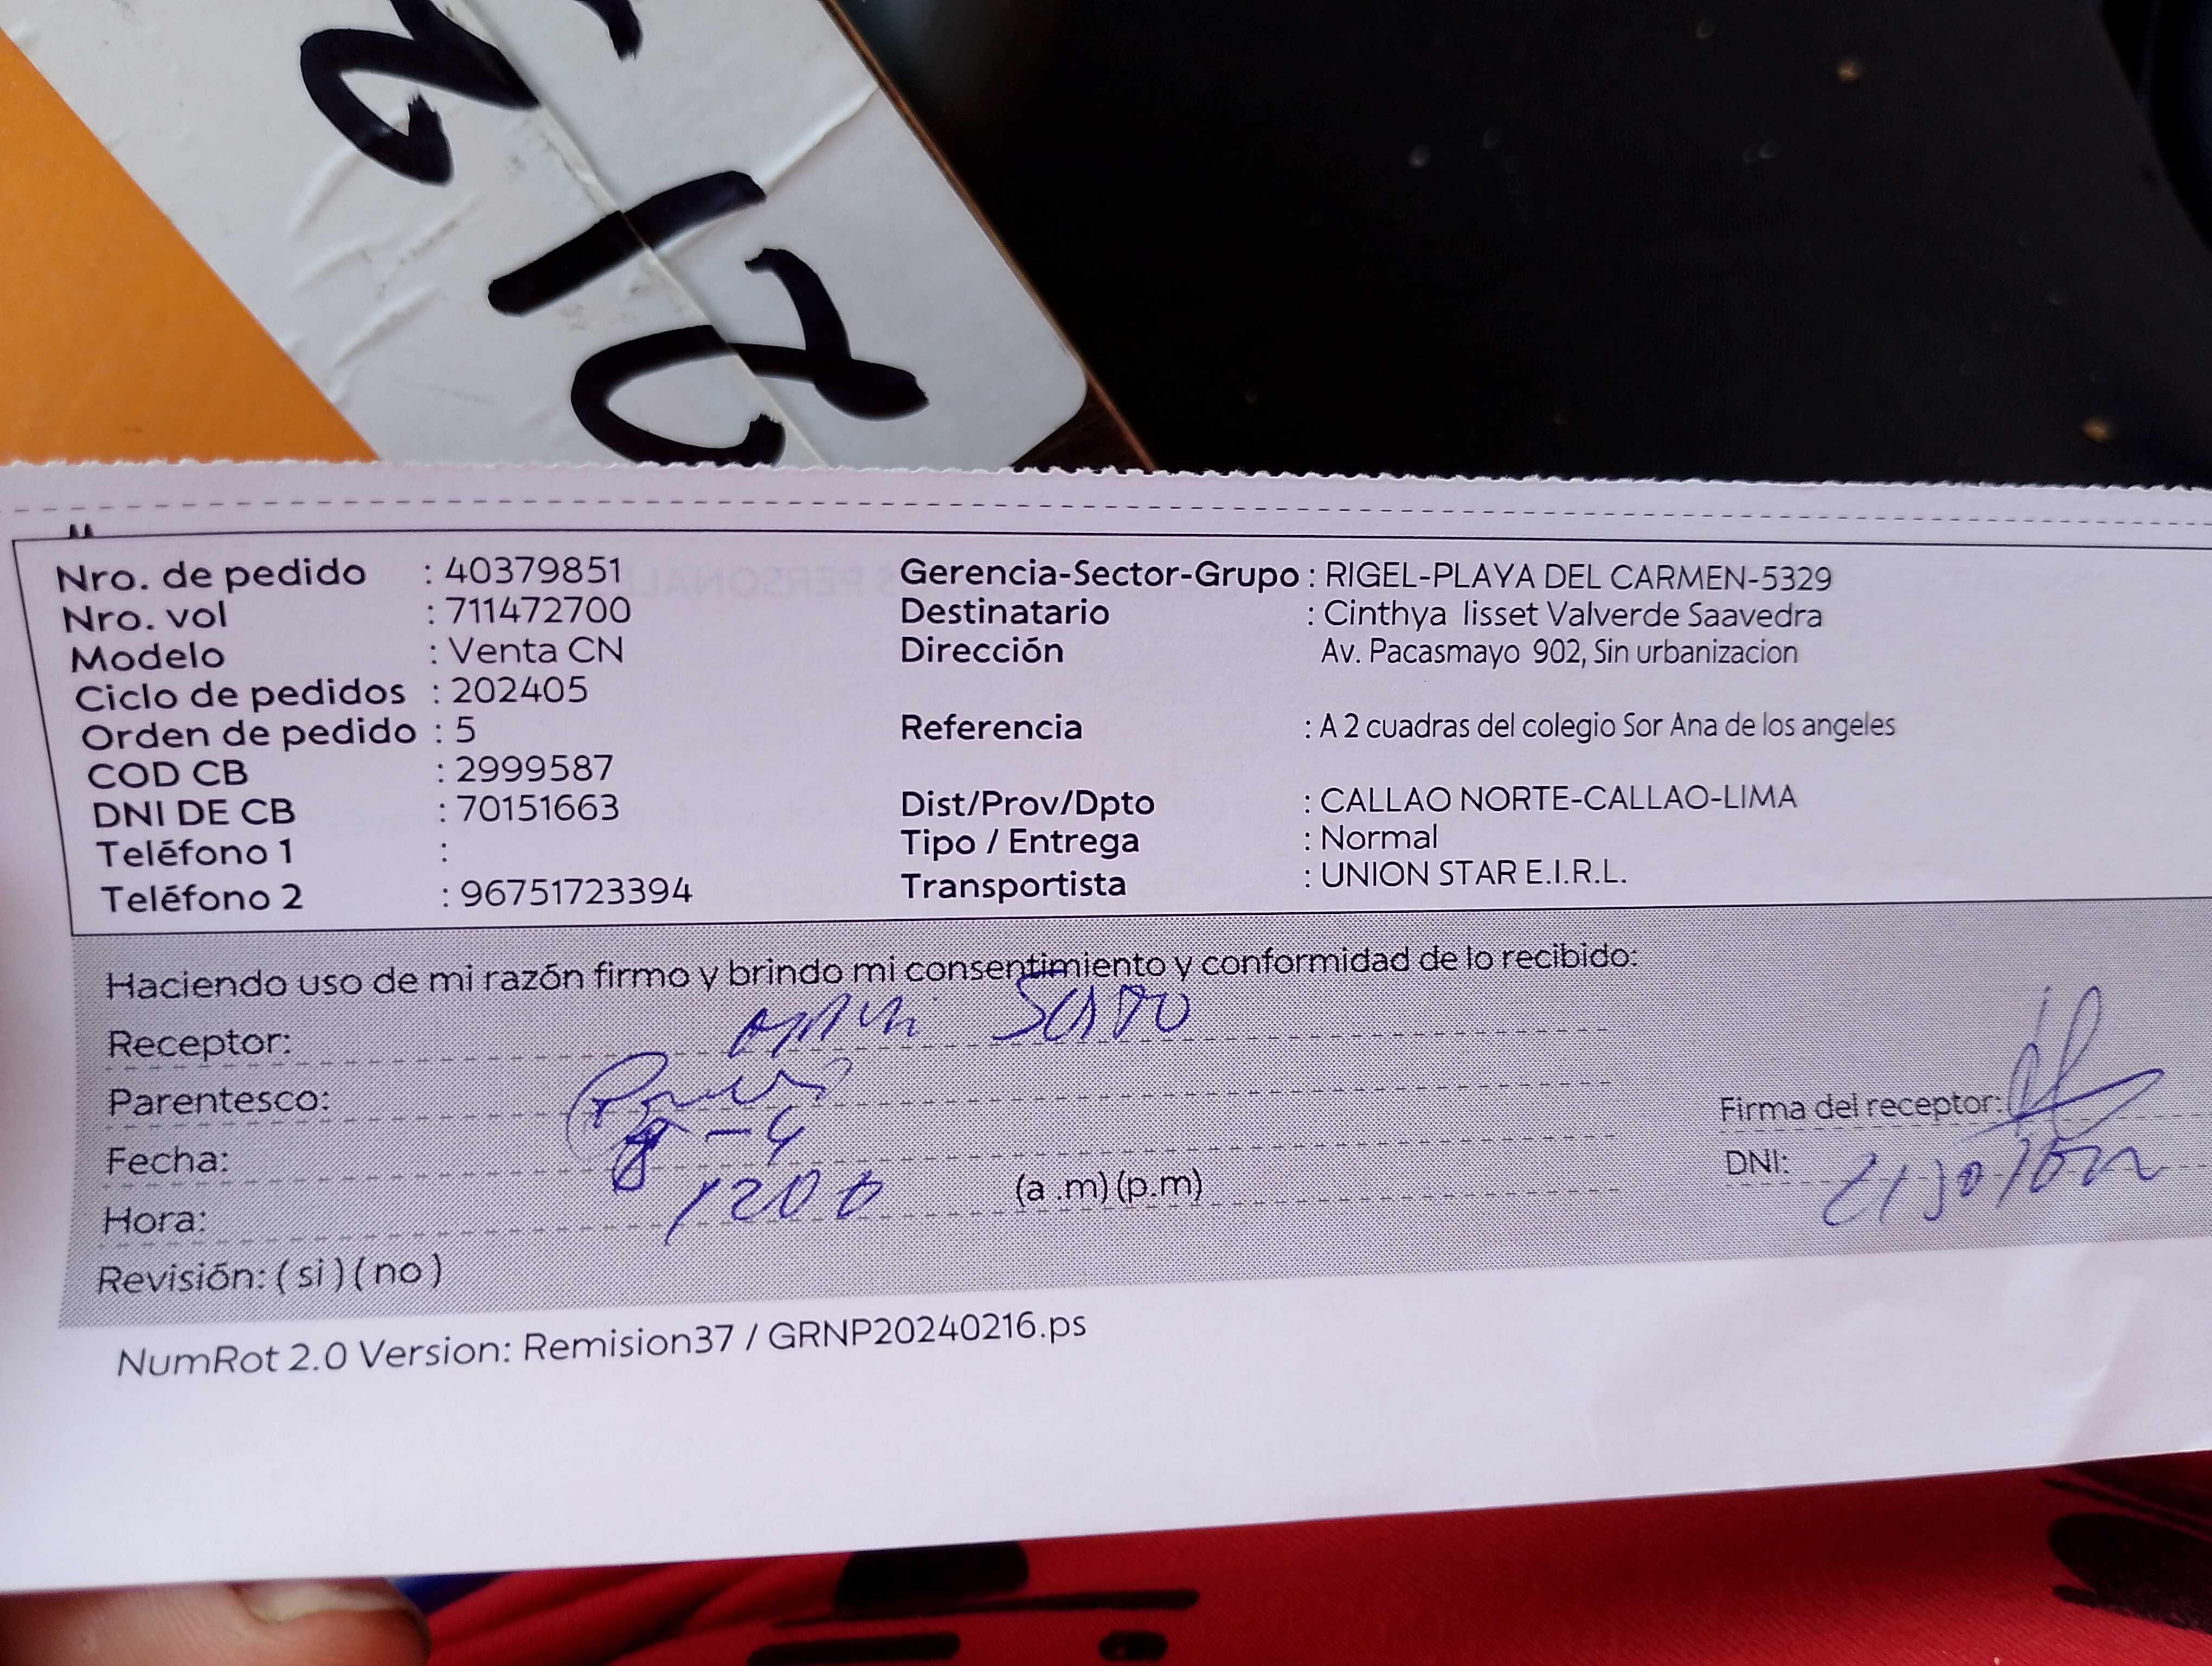 Nro. de pedido : 40379851
Nro. vol : 711472700
Modelo : Venta CN
Ciclo de pedidos : 202405
Orden de pedido : 5
COD CB : 2999587
DNI DE CB : 70151663
Teléfono 1 :
Teléfono 2 : 96751723394
Gerencia-Sector-Grupo : RIGEL-PLAYA DEL CARMEN-5329
Destinatario : Cinthya lisset Valverde Saavedra
Dirección Av. Pacasmayo 902, Sin urbanizacion
Referencia : A 2 cuadras del colegio Sor Ana de los angeles
Dist/Prov/Dpto : CALLAO NORTE-CALLAO-LIMA
Tipo / Entrega : Normal
Transportista : UNION STAR E.I.R.L.
Haciendo uso de mi razón firmo y brindo mi consentimiento y conformidad de lo recibido:
Receptor:
Parentesco:
Fecha: 8-4
Hora: 1200 (a .m) (p.m)
Revisión: ( si ) ( no )
Firma del receptor:
DNI:
NumRot 2.0 Version: Remision37 / GRNP20240216.ps